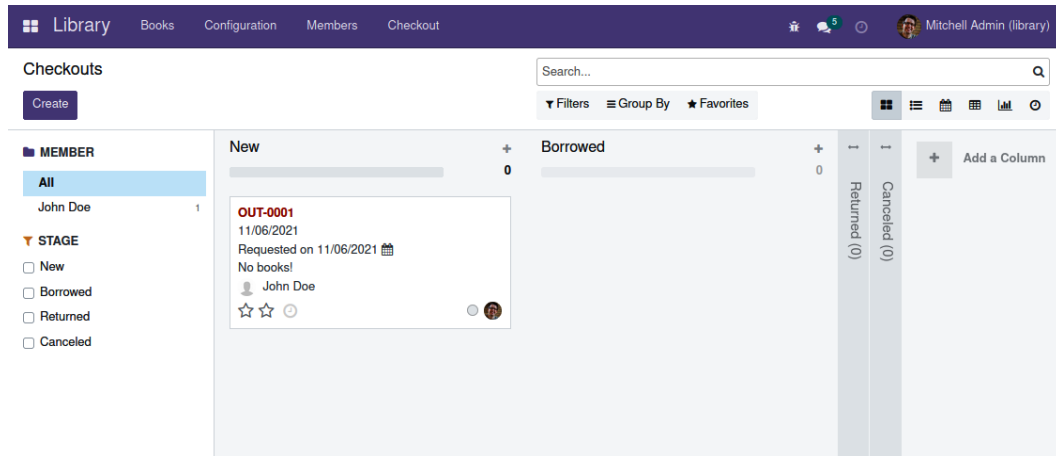 Library Books Configuration Members Checkout 5 Mitchell Admin (library)
Checkouts
Search...
Create
Filters Group By Favorites
MEMBER
All
John Doe 1
STAGE
New
Borrowed
Returned
Canceled
New
0
OUT-0001
11/06/2021
Requested on 11/06/2021
No books!
John Doe
Borrowed
0
Returned (0)
Canceled (0)
Add a Column